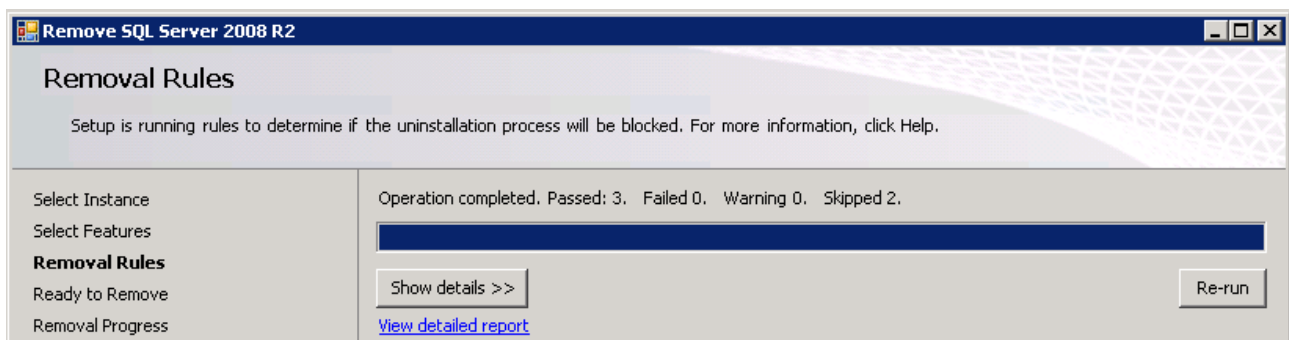 Remove SQL Server 2008 R2
Removal Rules
Setup is running rules to determine if the uninstallation process will be blocked. For more information, click Help.
Select Instance
Select Features
Removal Rules
Ready to Remove
Removal Progress
Operation completed. Passed: 3. Failed 0. Warning 0. Skipped 2.
Show details >>
Re-run
View detailed report